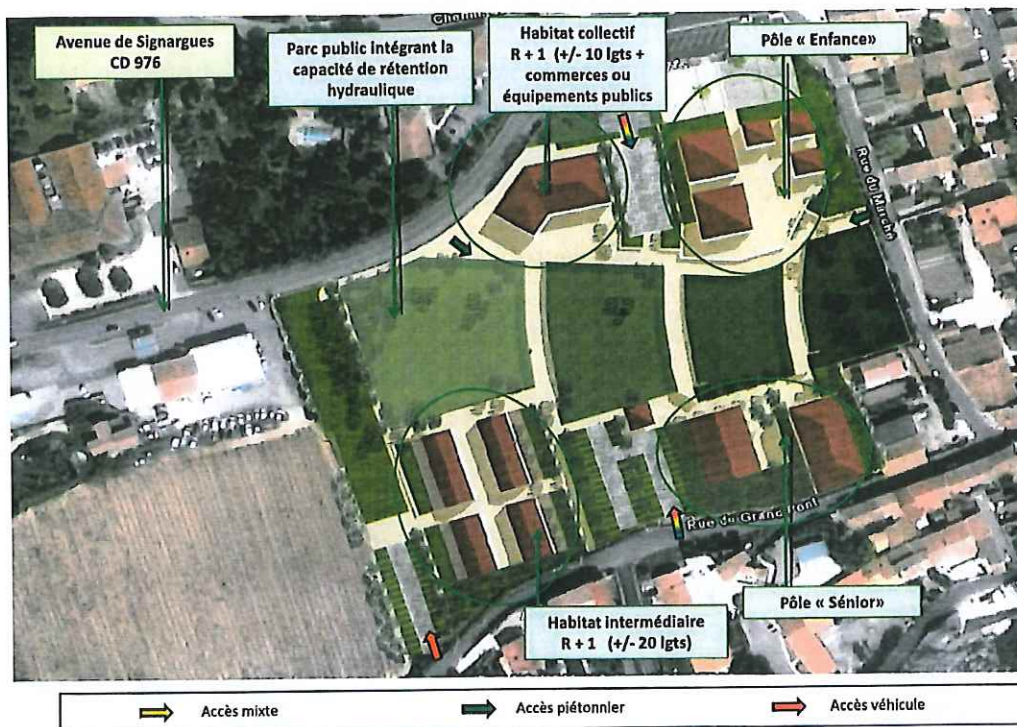 Avenue de Signargues
CD 976
Parc public intégrant la
capacité de rétention
hydraulique
Habitat collectif
R + 1 (+/- 10 lgts +
commerces ou
équipements publics
Pôle « Enfance»
Rue du Marché
Rue du Grand Pont
Habitat intermédiaire
R + 1 (+/- 20 lgts)
Pôle « Sénior»
Accès mixte
Accès piétonnier
Accès véhicule